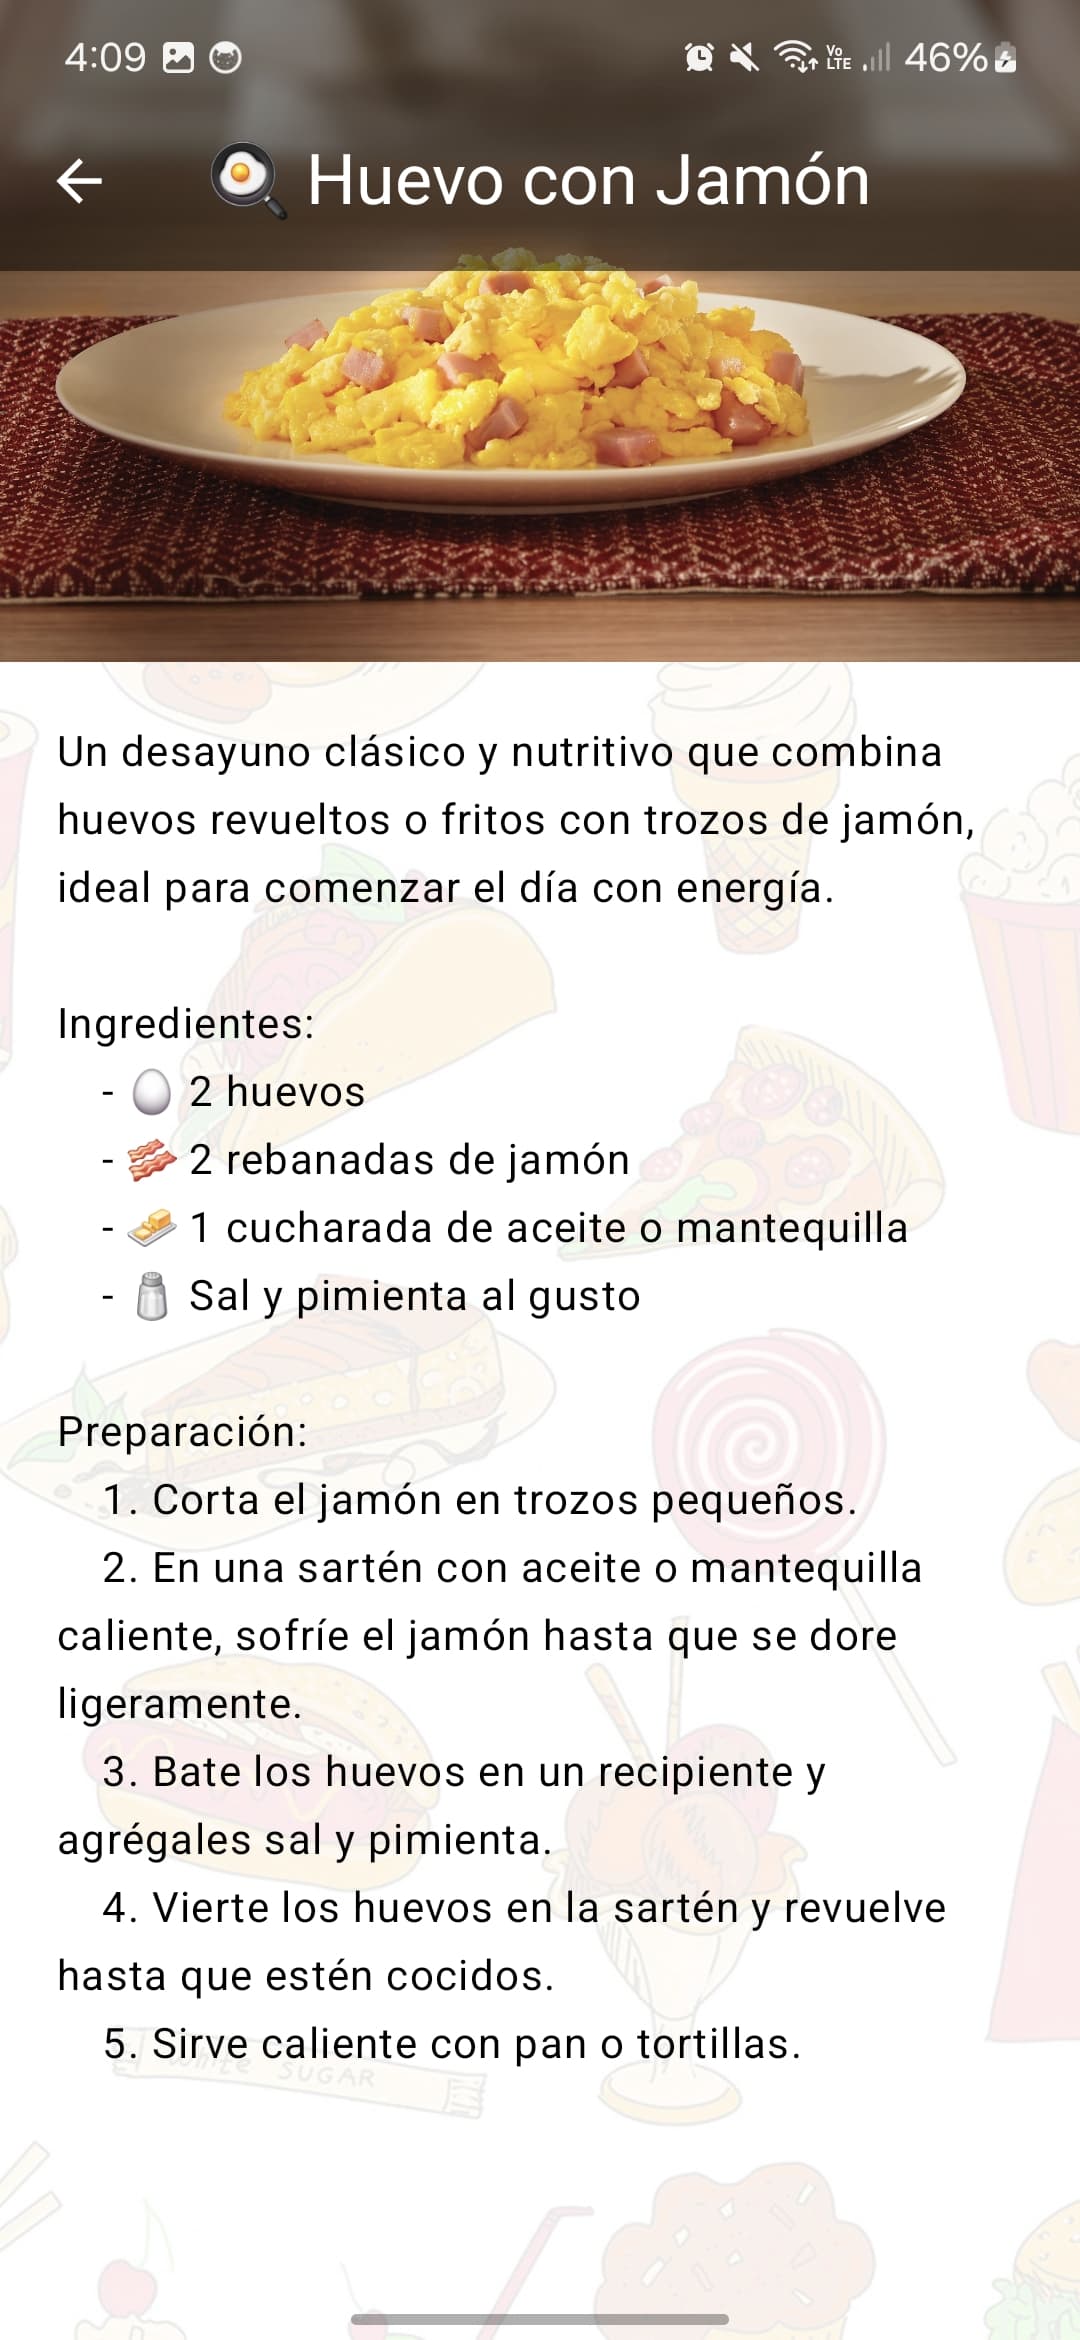 4:09
Vo LTE 46%
Huevo con Jamón
Un desayuno clásico y nutritivo que combina
huevos revueltos o fritos con trozos de jamón,
ideal para comenzar el día con energía.
Ingredientes:
- 2 huevos
- 2 rebanadas de jamón
- 1 cucharada de aceite o mantequilla
- Sal y pimienta al gusto
Preparación:
1. Corta el jamón en trozos pequeños.
2. En una sartén con aceite o mantequilla
caliente, sofríe el jamón hasta que se dore
ligeramente.
3. Bate los huevos en un recipiente y
agrégales sal y pimienta.
4. Vierte los huevos en la sartén y revuelve
hasta que estén cocidos.
5. Sirve caliente con pan o tortillas.
White SUGAR